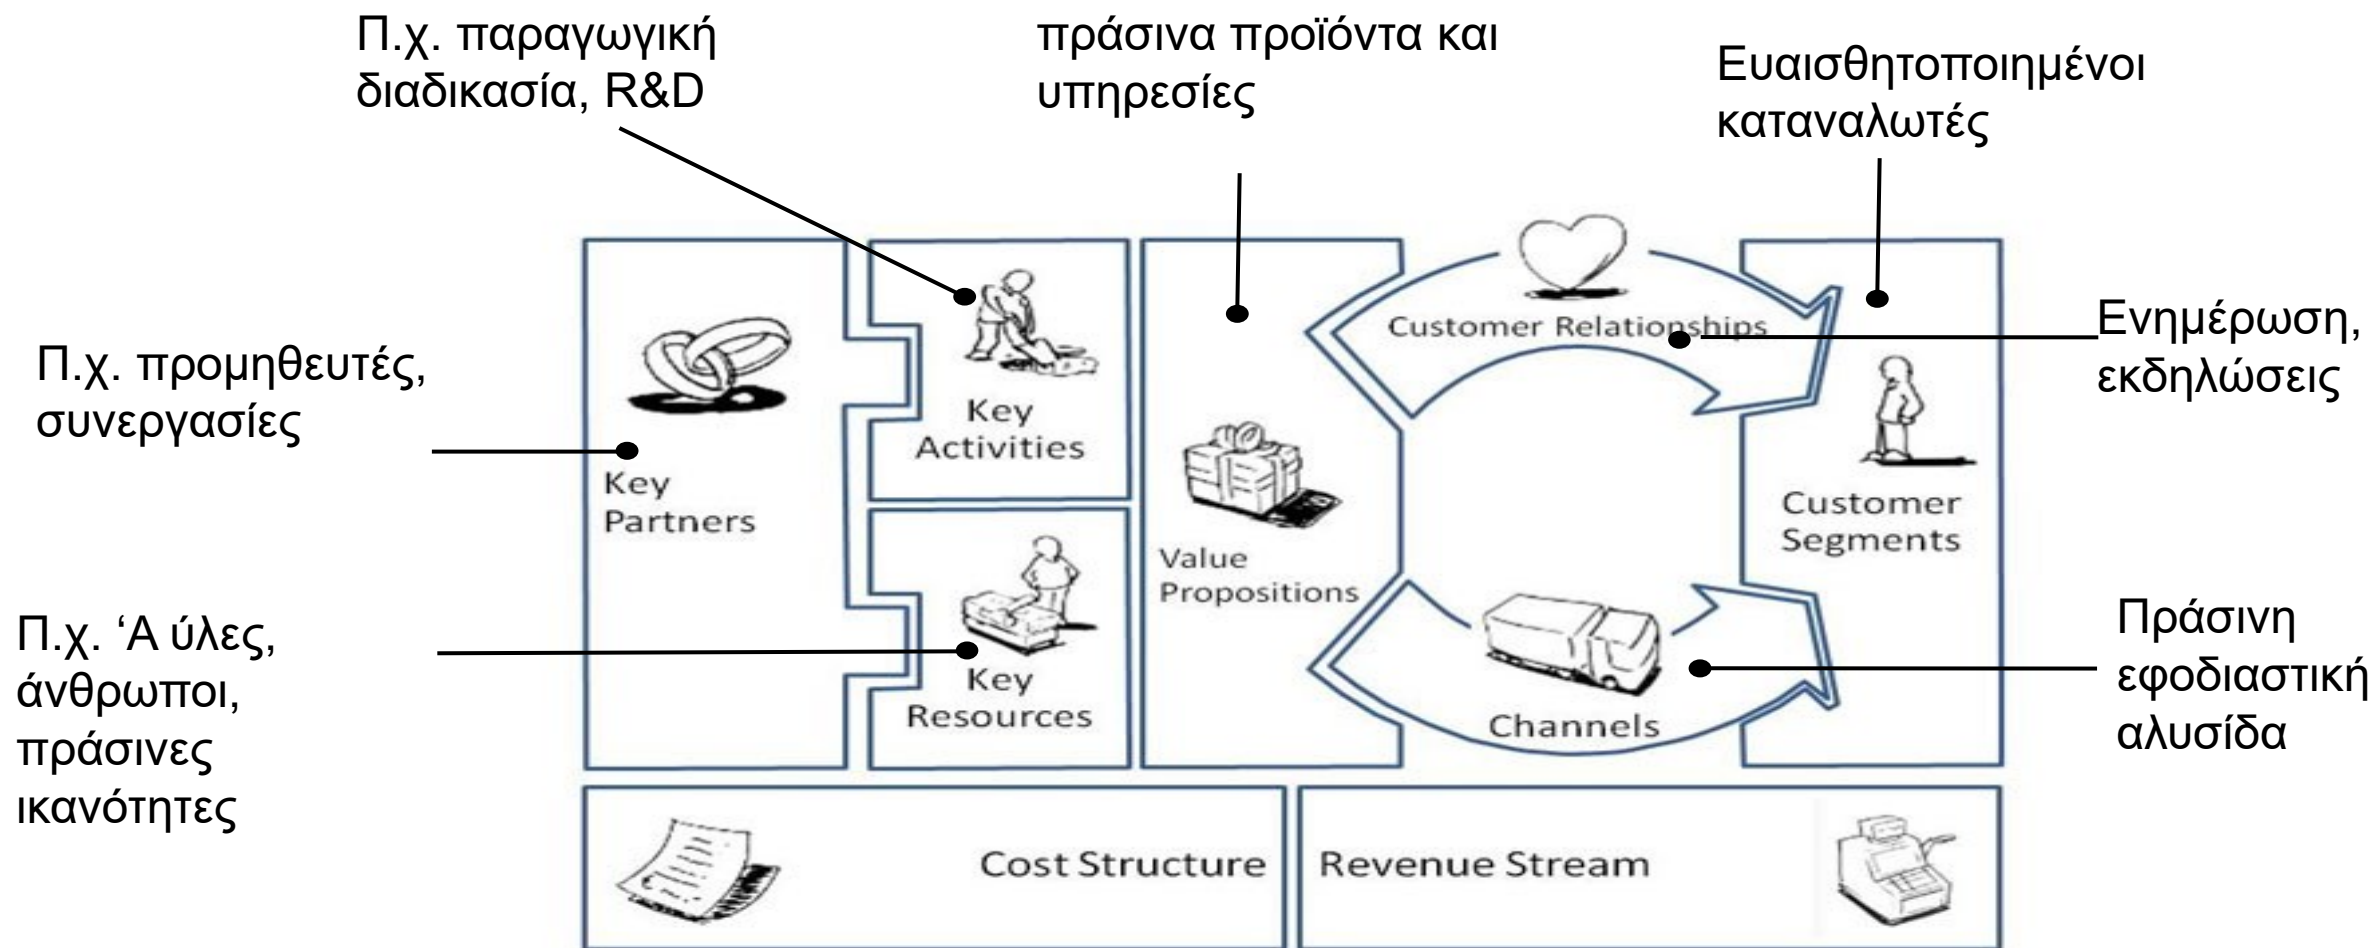 Π.χ. παραγωγική
διαδικασία, R&D
πράσινα προϊόντα και
υπηρεσίες
Ευαισθητοποιημένοι
καταναλωτές
Π.χ. προμηθευτές,
συνεργασίες
Π.χ. ‘Α ύλες,
άνθρωποι,
πράσινες
ικανότητες
Key
Partners
Key
Activities
Key
Resources
Value
Propositions
Customer Relationships
Channels
Customer
Segments
Ενημέρωση,
εκδηλώσεις
Πράσινη
εφοδιαστική
αλυσίδα
Cost Structure
Revenue Stream